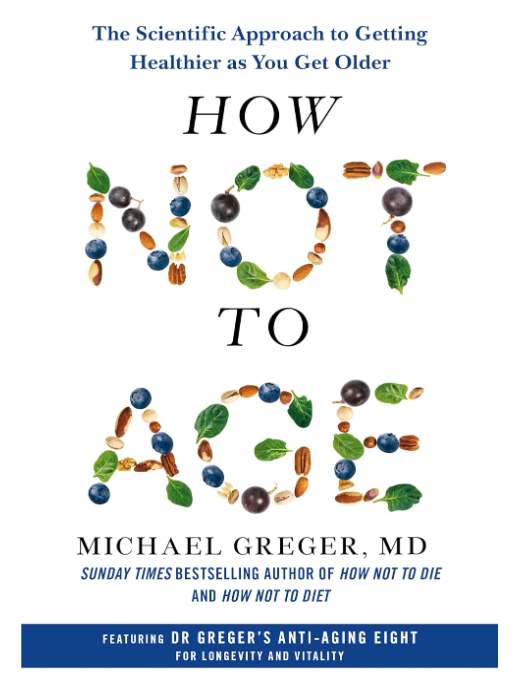 The Scientific Approach to Getting
Healthier as You Get Older
HOW
NOT
TO
AGE
MICHAEL GREGER, MD
SUNDAY TIMES BESTSELLING AUTHOR OF HOW NOT TO DIE
AND HOW NOT TO DIET
FEATURING DR GREGER'S ANTI-AGING EIGHT
FOR LONGEVITY AND VITALITY